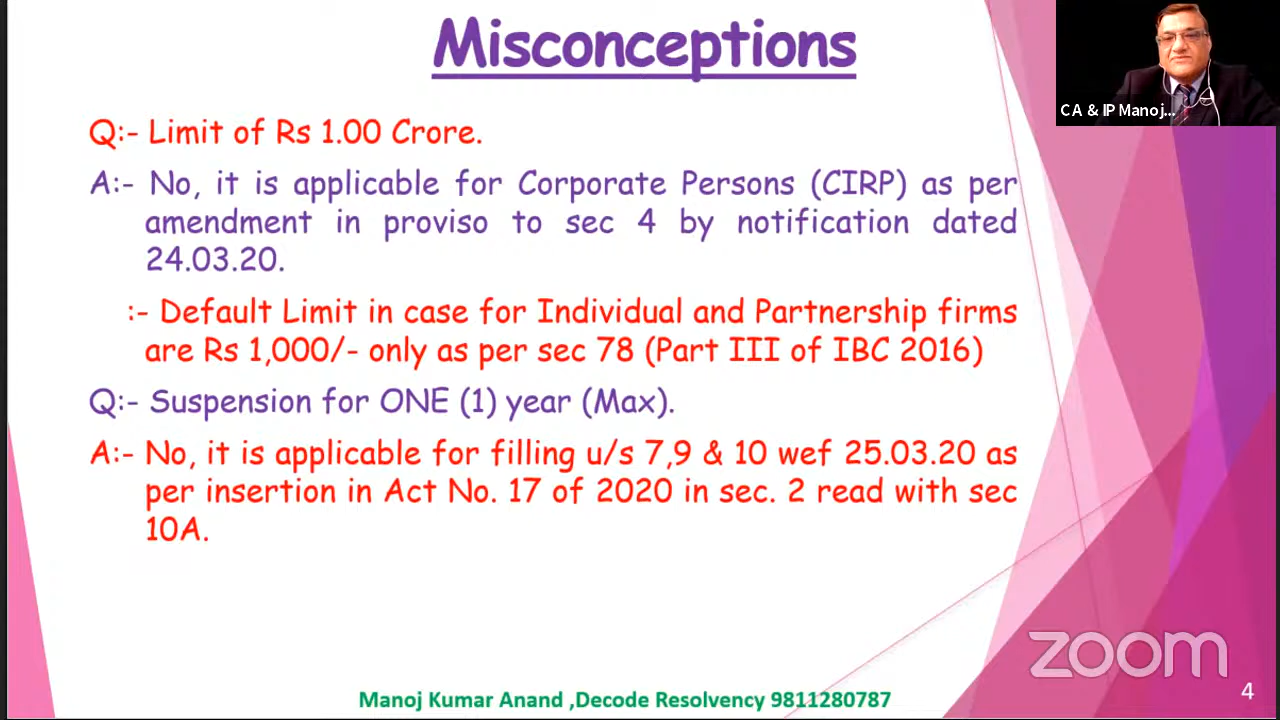 Misconceptions
CA & IP Manoj...
Q:- Limit of Rs 1.00 Crore.
A:- No, it is applicable for Corporate Persons (CIRP) as per
amendment in proviso to sec 4 by notification dated
24.03.20.
:- Default Limit in case for Individual and Partnership firms
are Rs 1,000/- only as per sec 78 (Part III of IBC 2016)
Q:- Suspension for ONE (1) year (Max).
A:- No, it is applicable for filling u/s 7,9 & 10 wef 25.03.20 as
per insertion in Act No. 17 of 2020 in sec. 2 read with sec
10A.
zoom
Manoj Kumar Anand ,Decode Resolvency 9811280787
4